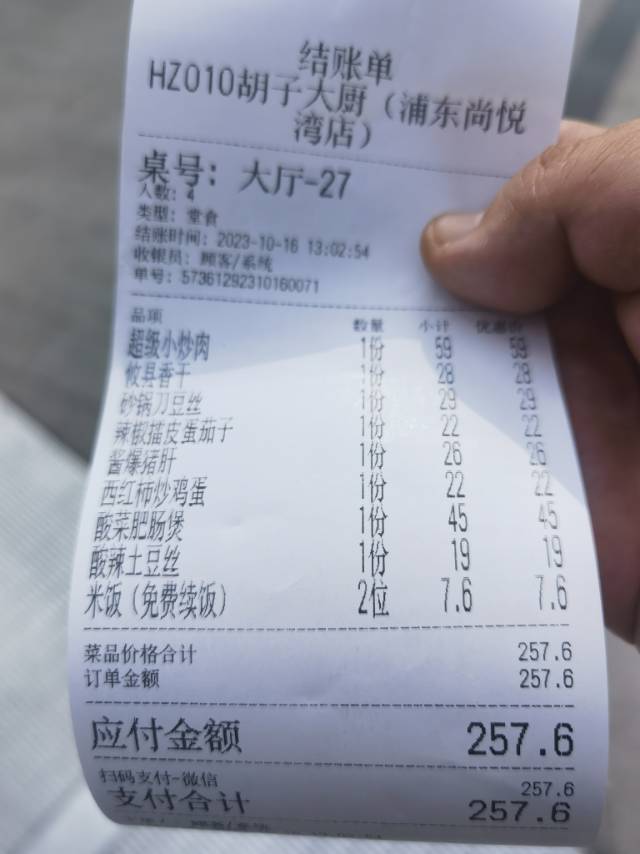 结账单
HZ010胡子大厨（浦东尚悦
湾店）
桌号：大厅-27
人数：4
类型：堂食
结账时间：2023-10-16 13:02:54
收银员：顾客/系统
单号：57361292310160071
品项 数量 小计 优惠价
超级小炒肉 1份 59 59
攸县香干 1份 28 28
砂锅刀豆丝 1份 29 29
辣椒擂皮蛋茄子 1份 22 22
酱爆猪肝 1份 26 26
西红柿炒鸡蛋 1份 22 22
酸菜肥肠煲 1份 45 45
酸辣土豆丝 1份 19 19
米饭（免费续饭） 2位 7.6 7.6
菜品价格合计 257.6
订单金额 257.6
应付金额 257.6
扫码支付-微信 257.6
支付合计 257.6